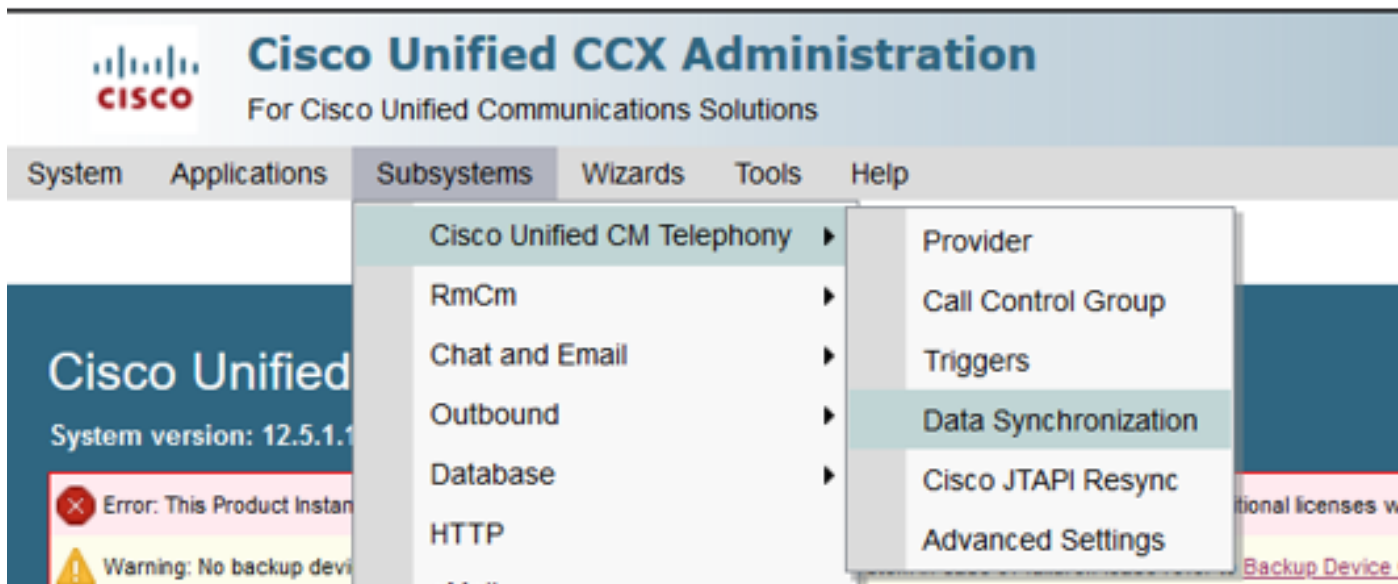 CISCO
Cisco Unified CCX Administration
For Cisco Unified Communications Solutions
System Applications Subsystems Wizards Tools Help
Cisco Unified CM Telephony
RmCm
Chat and Email
Outbound
Database
HTTP
Provider
Call Control Group
Triggers
Data Synchronization
Cisco JTAPI Resync
Advanced Settings
Cisco Unified
System version: 12.5.1.1
Error: This Product Instan
itional licenses w
Warning: No backup devi
Backup Device